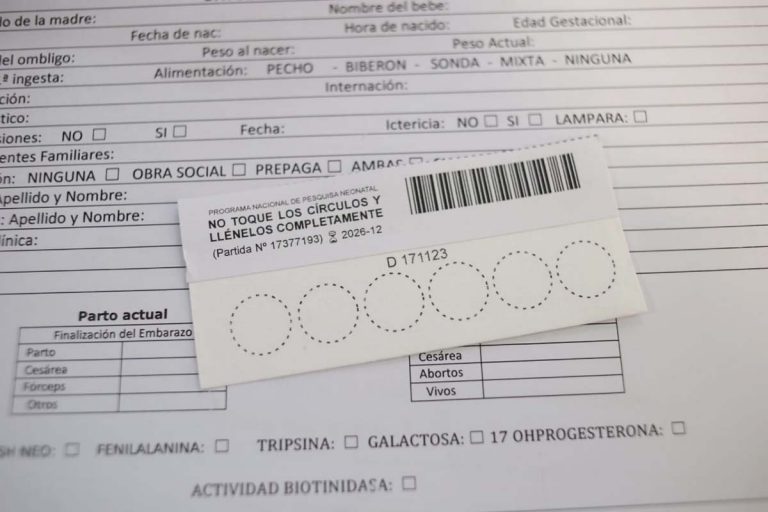 Nombre del bebe:
lo de la madre:
Fecha de nac: Hora de nacido: Edad Gestacional:
del ombligo: Peso al nacer: Peso Actual:
.ª ingesta: Alimentación: PECHO - BIBERON - SONDA - MIXTA - NINGUNA
ción: Internación:
stico:
siones: NO SI Fecha: Ictericia: NO SI LAMPARA:
entes Familiares:
ón: NINGUNA OBRA SOCIAL PREPAGA
Apellido y Nombre:
: Apellido y Nombre:
línica:
PROGRAMA NACIONAL DE PESQUISA NEONATAL
NO TOQUE LOS CÍRCULOS Y
LLÉNELOS COMPLETAMENTE
(Partida Nº 17377193) 2026-12
D 171123
Parto actual
Finalización del Embarazo
Parto
Cesárea
Fórceps
Otros
Cesárea
Abortos
Vivos
SH NEO: FENILALANINA: TRIPSINA: GALACTOSA: 17 OHPROGESTERONA:
ACTIVIDAD BIOTINIDASA: